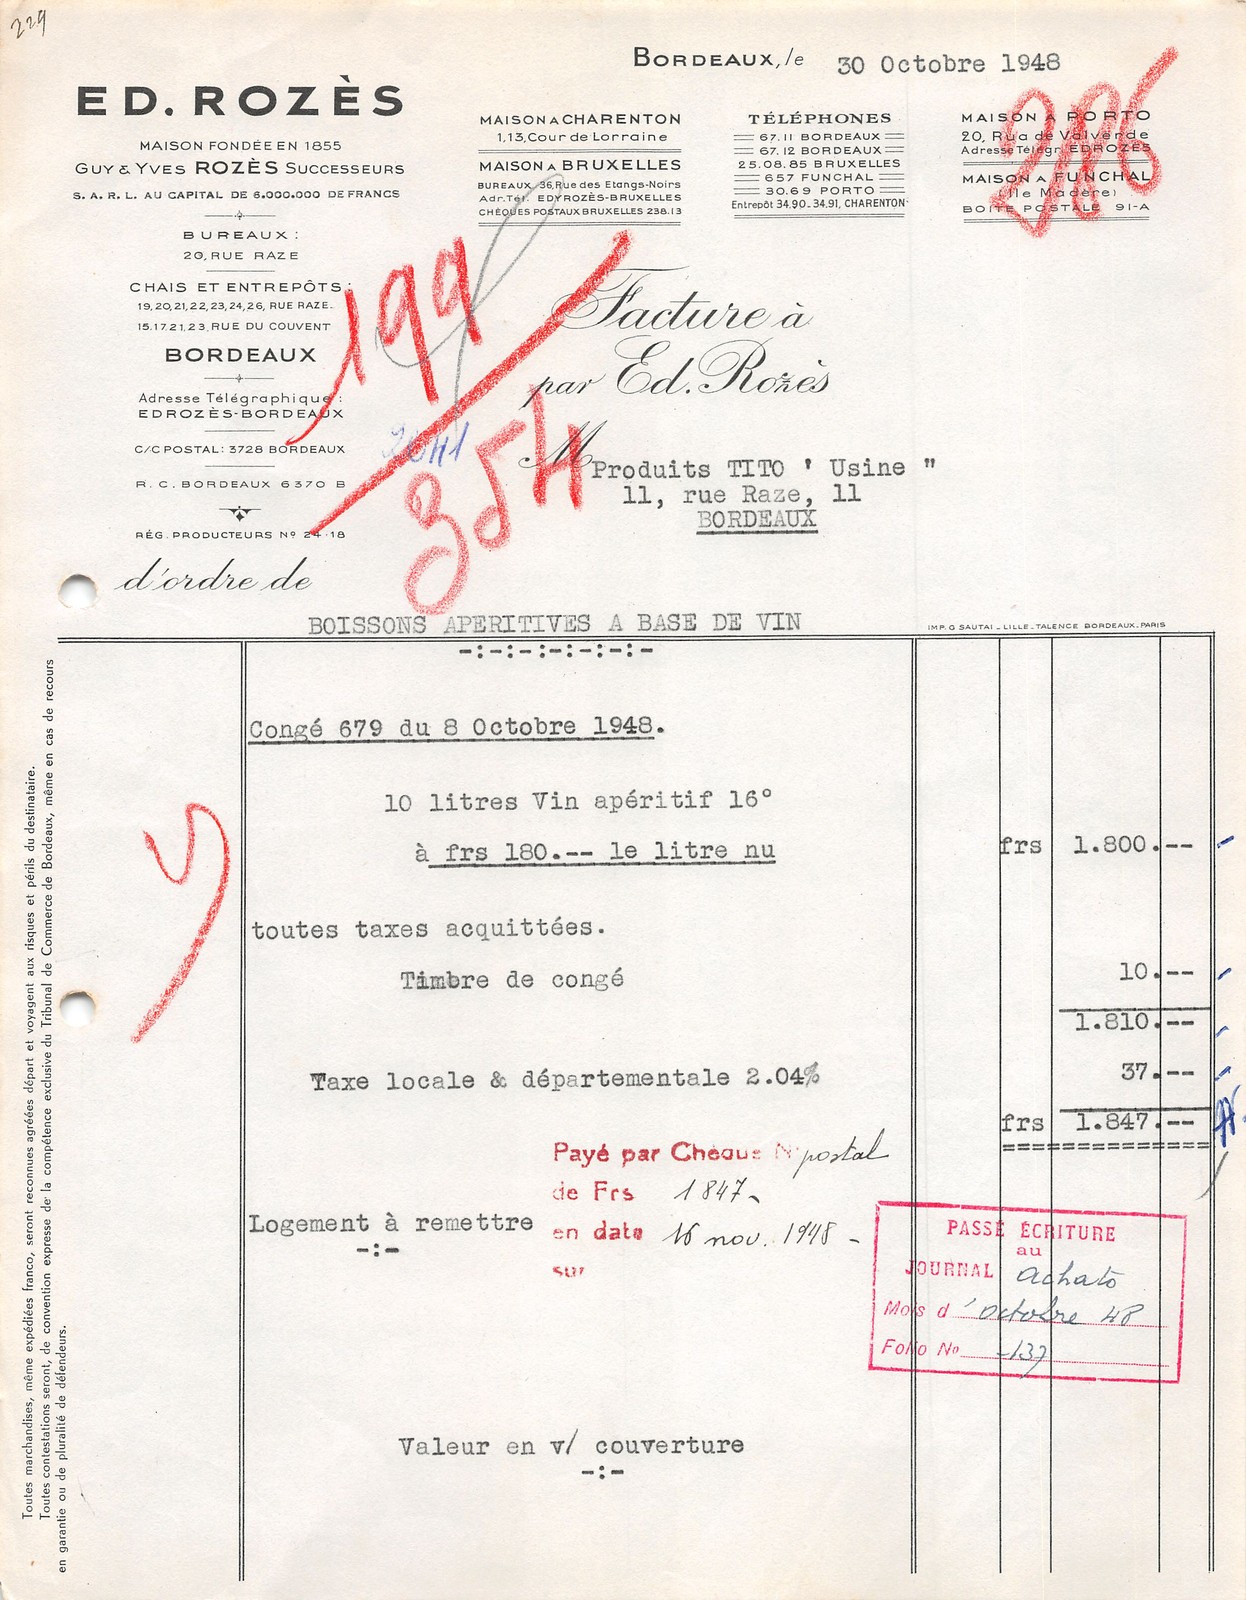 229
BORDEAUX, le 30 Octobre 1948
ED. ROZÈS
MAISON FONDÉE EN 1855
GUY & YVES ROZÈS SUCCESSEURS
S. A. R. L. AU CAPITAL DE 6.000.000 DE FRANCS
BUREAUX:
20, RUE RAZE
CHAIS ET ENTREPÔTS:
19, 20, 21, 22, 23, 24, 26, RUE RAZE.
15.17.21.23, RUE DU COUVENT
BORDEAUX
Adresse Télégraphique:
EDROZÈS-BORDEAUX
C/C POSTAL: 3728 BORDEAUX
R. C. BORDEAUX 6370 B
RÉG. PRODUCTEURS N° 24-18
MAISON A CHARENTON
1,13, Cour de Lorraine
MAISON A BRUXELLES
BUREAUX, 36, Rue des Etangs-Noirs
Adr. Tél. EDYROZÈS-BRUXELLES
CHÈQUES POSTAUX BRUXELLES 238.13
TÉLÉPHONES
67.11 BORDEAUX
67.12 BORDEAUX
25.08.85 BRUXELLES
657 FUNCHAL
30.69 PORTO
Entrepôt 34.90-34.91, CHARENTON
MAISON A PORTO
20, Rua de Valverde
Adresse Télégr: EDROZÈS
MAISON A FUNCHAL
(Ile Madère)
BOITE POSTALE 91-A
286
199
354
2041
Facture à
par Ed. Rozès
M Produits TITO ' Usine "
11, rue Raze, 11
BORDEAUX
d'ordre de
BOISSONS APERITIVES A BASE DE VIN
IMP. G SAUTAI - LILLE-TALENCE BORDEAUX-PARIS
-:-:-:-:-:-:-
Congé 679 du 8 Octobre 1948.
10 litres Vin apéritif 16°
à frs 180.-- le litre nu frs 1.800.--
toutes taxes acquittées.
Timbre de congé 10.--
1.810.--
Taxe locale & départementale 2.04% 37.--
frs 1.847.--
Payé par Chèque N° postal
de Frs 1847-
Logement à remettre
-:-
en date 16 nov. 1948 -
sur
PASSÉ ÉCRITURE
au
JOURNAL achats
Mois d'octobre 48
Folio No -137
Valeur en v/ couverture
-:-
Toutes marchandises, même expédiées franco, seront reconnues agréées départ et voyagent aux risques et périls du destinataire.
Toutes contestations seront, de convention expresse de la compétence exclusive du Tribunal de Commerce de Bordeaux, même en cas de recours
en garantie ou de pluralité de défendeurs.